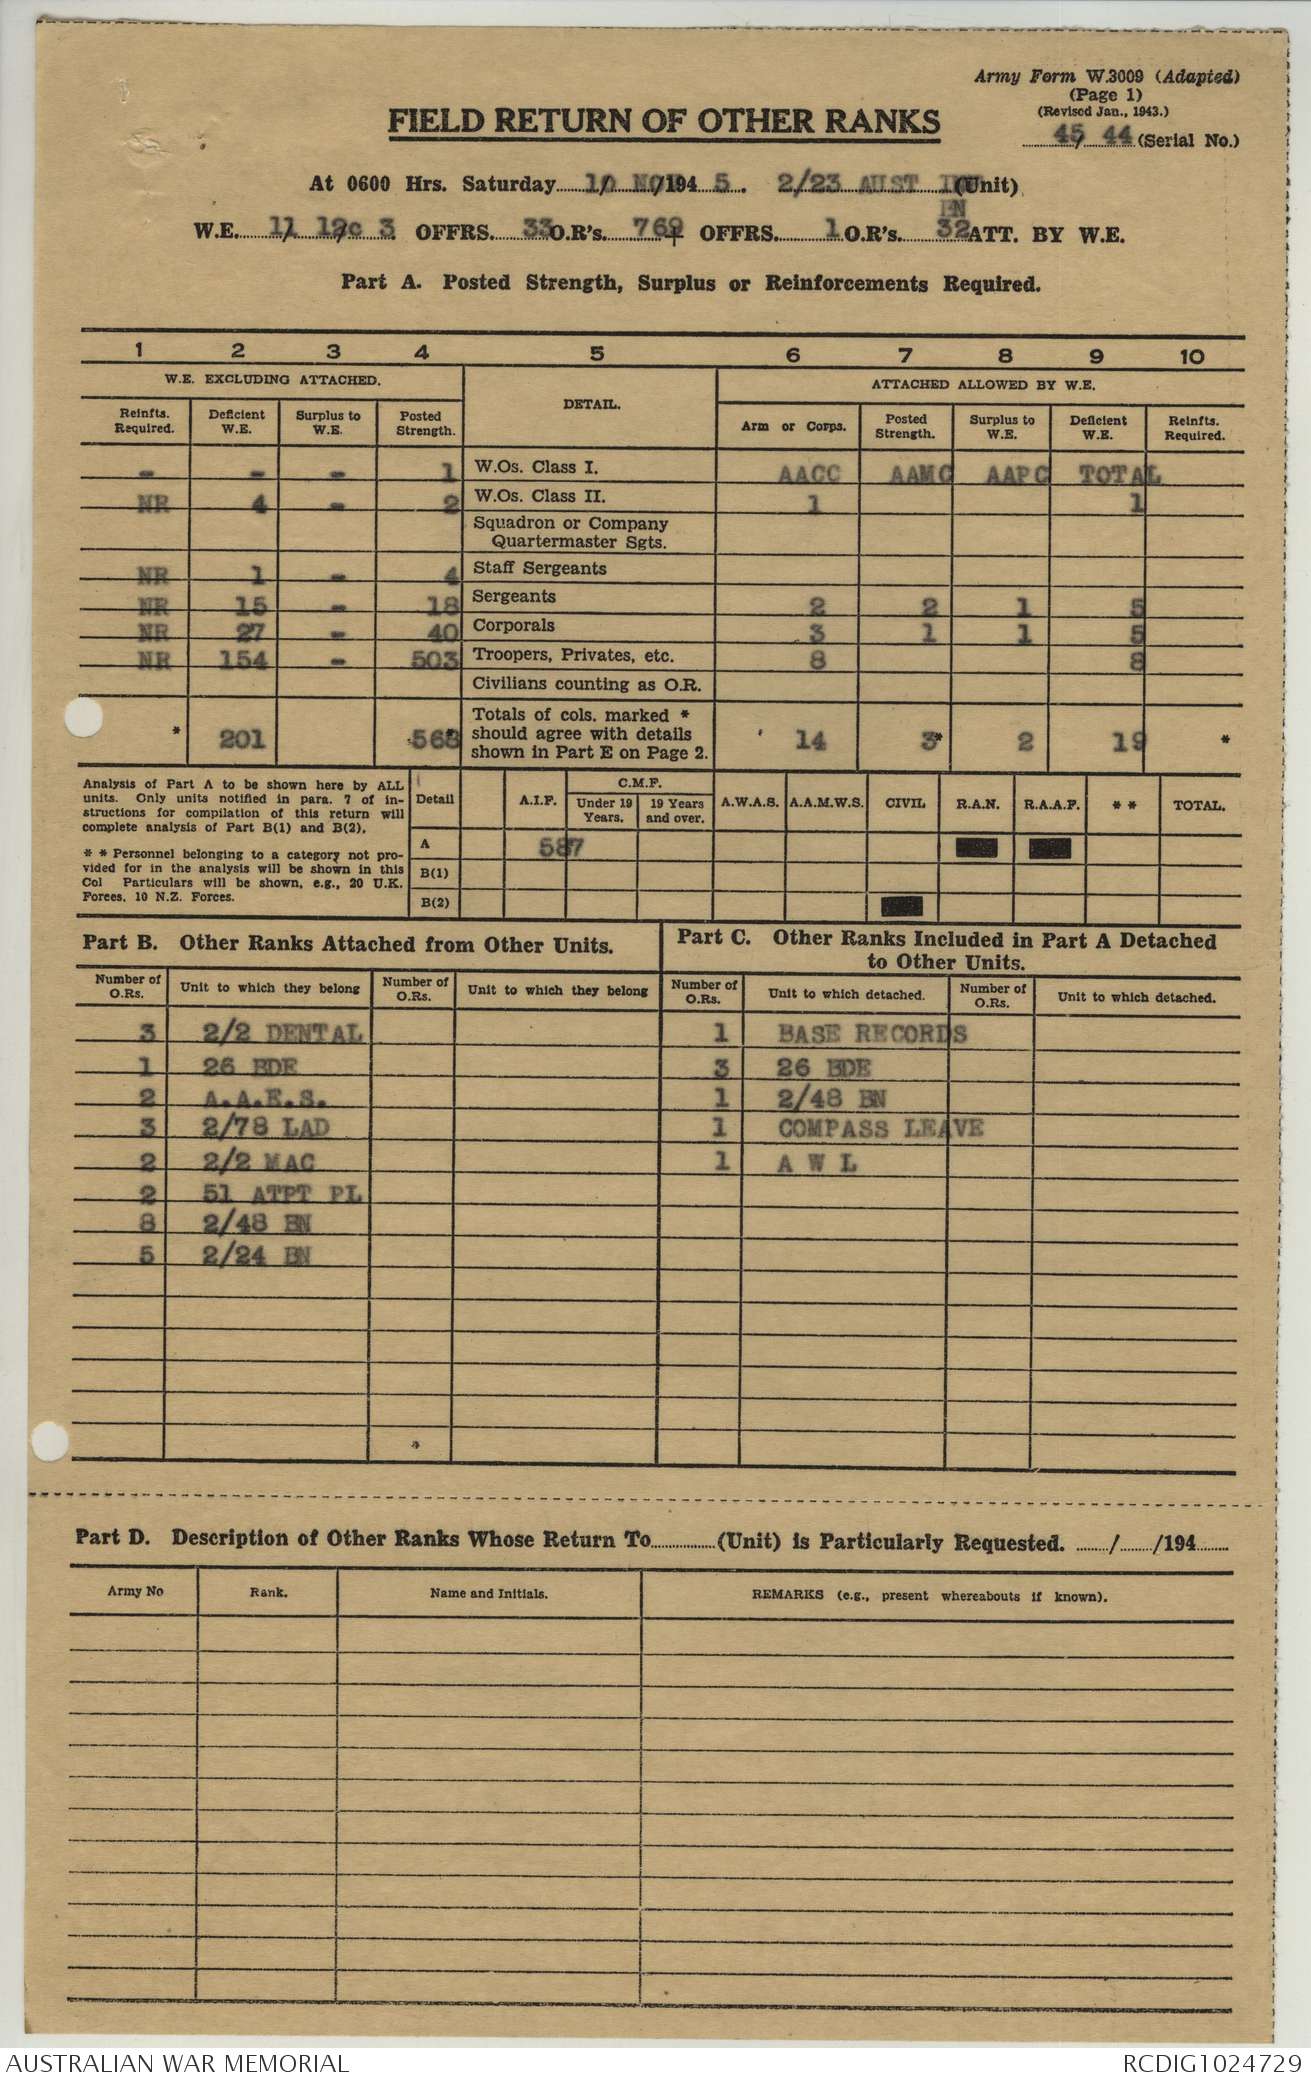 Army Form W.3009 (Adapted)
(Page 1)
(Revised Jan., 1943.)
45/ 44 (Serial No.)
FIELD RETURN OF OTHER RANKS
At 0600 Hrs. Saturday 10/ NOV/194 5. 2/23 AUST INF (Unit)
BN
W.E. 11/ 12c/ 3 OFFRS. 33 O.R's. 769 + OFFRS. 1 O.R's. 32 ATT. BY W.E.
Part A. Posted Strength, Surplus or Reinforcements Required.
1 2 3 4 5 6 7 8 9 10
W.E. EXCLUDING ATTACHED. DETAIL. ATTACHED ALLOWED BY W.E.
Reinfts. Required. Deficient W.E. Surplus to W.E. Posted Strength. Arm or Corps. Posted Strength. Surplus to W.E. Deficient W.E. Reinfts. Required.
- - - 1 W.Os. Class I. AACC AAMC AAPC TOTAL
NR 4 - 2 W.Os. Class II. 1 1
Squadron or Company
Quartermaster Sgts.
NR 1 - 4 Staff Sergeants
NR 15 - 18 Sergeants 2 2 1 5
NR 27 - 40 Corporals 3 1 1 5
NR 154 - 503 Troopers, Privates, etc. 8 8
Civilians counting as O.R.
Totals of cols. marked *
* 201 568 * should agree with details 14 3* 2 19 *
shown in Part E on Page 2.
Analysis of Part A to be shown here by ALL
units. Only units notified in para. 7 of in-
structions for compilation of this return will
complete analysis of Part B(1) and B(2).
* * Personnel belonging to a category not pro-
vided for in the analysis will be shown in this
Col Particulars will be shown, e.g., 20 U.K.
Forces, 10 N.Z. Forces.
Detail A.I.F. C.M.F. Under 19 Years. 19 Years and over. A.W.A.S. A.A.M.W.S. CIVIL R.A.N. R.A.A.F. * * TOTAL.
A 587
B(1)
B(2)
Part B. Other Ranks Attached from Other Units.
Number of O.Rs. Unit to which they belong Number of O.Rs. Unit to which they belong
3 2/2 DENTAL
1 26 BDE
2 A.A.E.S.
3 2/78 LAD
2 2/2 MAC
2 51 ATPT PL
8 2/48 BN
5 2/24 BN
Part C. Other Ranks Included in Part A Detached
to Other Units.
Number of O.Rs. Unit to which detached. Number of O.Rs. Unit to which detached.
1 BASE RECORDS
3 26 BDE
1 2/48 BN
1 COMPASS LEAVE
1 A W L
Part D. Description of Other Ranks Whose Return To (Unit) is Particularly Requested. / /194
Army No Rank. Name and Initials. REMARKS (e.g., present whereabouts if known).
AUSTRALIAN WAR MEMORIAL RCDIG1024729